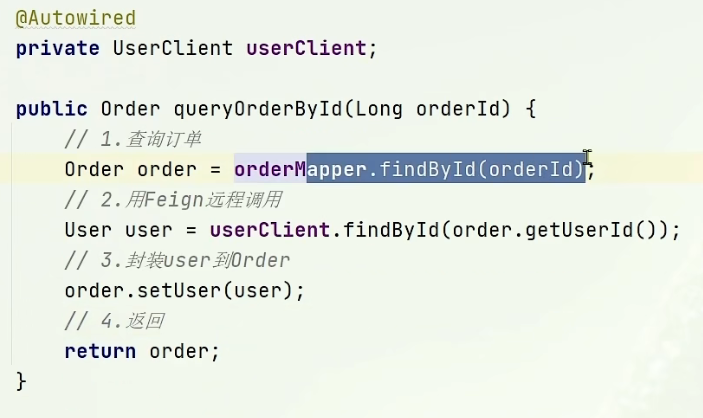 @Autowired
private UserClient userClient;
public Order queryOrderById(Long orderId) {
// 1.查询订单
Order order = orderMapper.findById(orderId);
// 2.用Feign远程调用
User user = userClient.findById(order.getUserId());
// 3.封装user到Order
order.setUser(user);
// 4.返回
return order;
}